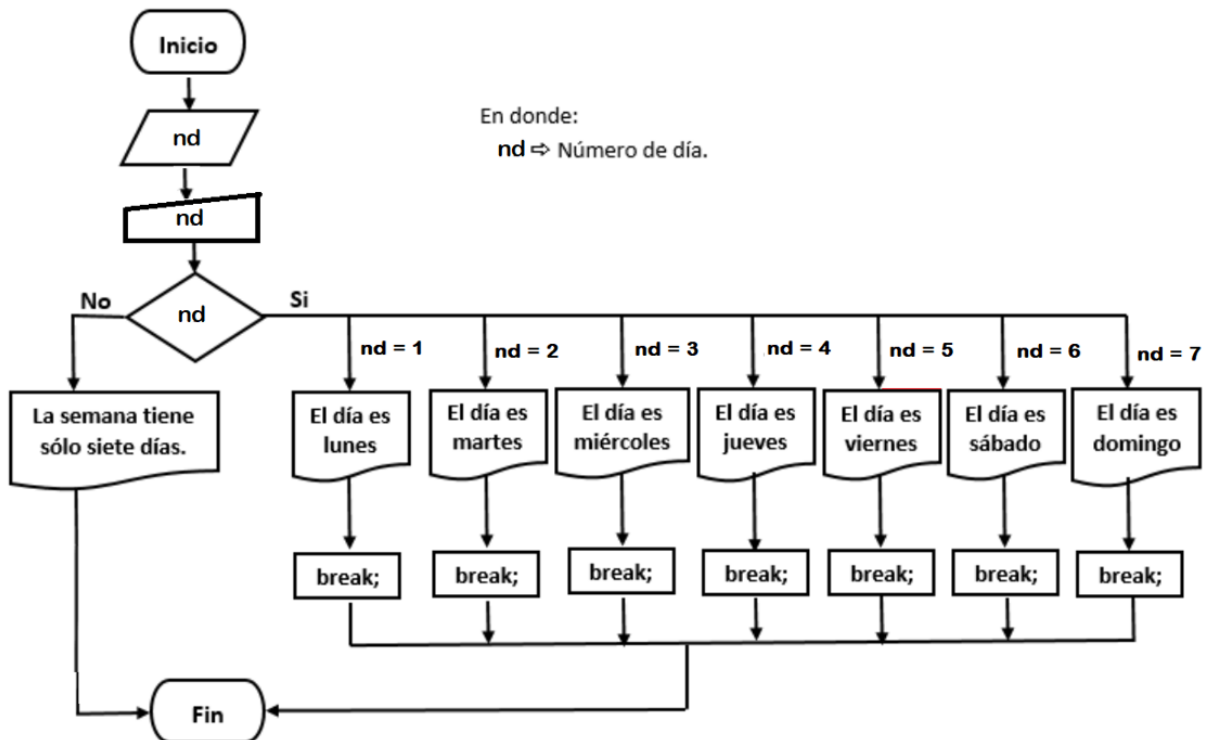 Inicio
nd
En donde:
nd ⇨ Número de día.
nd
No
nd
Si
nd = 1
nd = 2
nd = 3
nd = 4
nd = 5
nd = 6
nd = 7
La semana tiene
sólo siete días.
El día es
lunes
El día es
martes
El día es
miércoles
El día es
jueves
El día es
viernes
El día es
sábado
El día es
domingo
break;
break;
break;
break;
break;
break;
break;
Fin